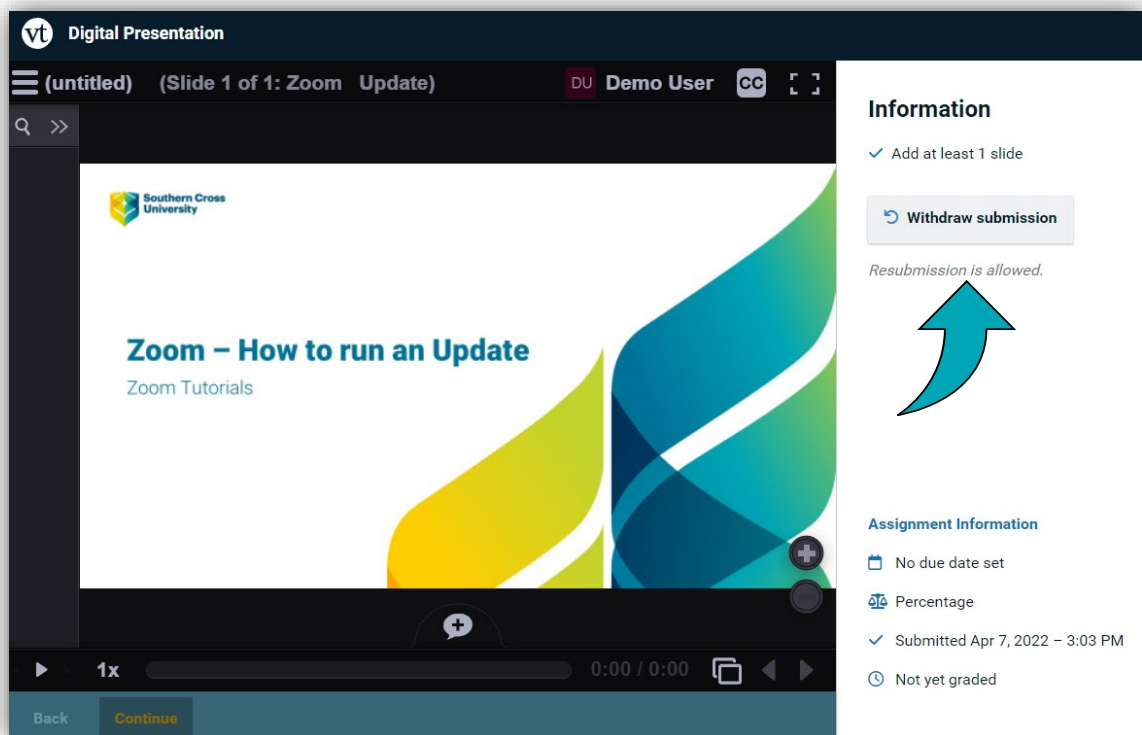 vt Digital Presentation
(untitled) (Slide 1 of 1: Zoom Update) DU Demo User CC
Southern Cross
University
Zoom – How to run an Update
Zoom Tutorials
1x 0:00 / 0:00
Back Continue
Information
Add at least 1 slide
Withdraw submission
Resubmission is allowed.
Assignment Information
No due date set
Percentage
Submitted Apr 7, 2022 – 3:03 PM
Not yet graded